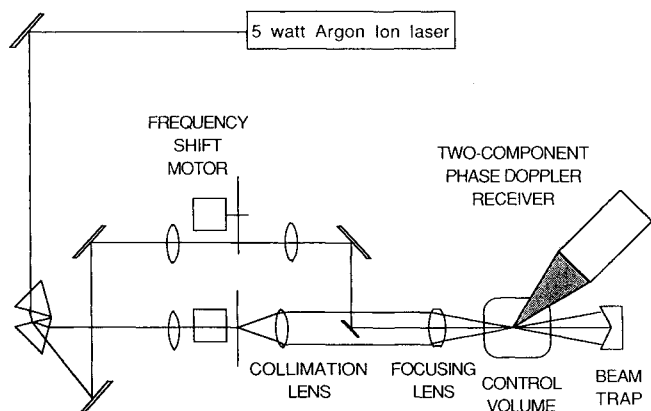 5 watt Argon Ion laser
FREQUENCY
SHIFT
MOTOR
TWO-COMPONENT
PHASE DOPPLER
RECEIVER
COLLIMATION
LENS
FOCUSING
LENS
CONTROL
VOLUME
BEAM
TRAP